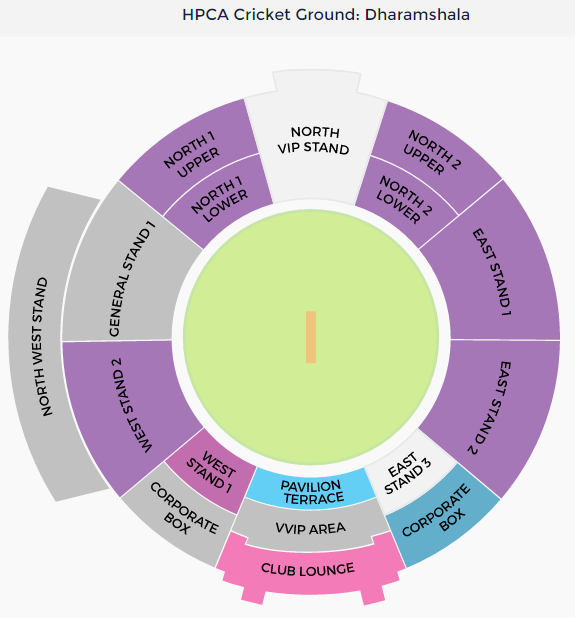 HPCA Cricket Ground: Dharamshala
NORTH
VIP STAND
NORTH 1
UPPER
NORTH 2
UPPER
NORTH 1
LOWER
NORTH 2
LOWER
GENERAL STAND 1
EAST STAND 1
NORTH WEST STAND
WEST STAND 2
EAST STAND 2
WEST
STAND 1
EAST
STAND 3
PAVILION
TERRACE
CORPORATE
BOX
CORPORATE
BOX
VVIP AREA
CLUB LOUNGE